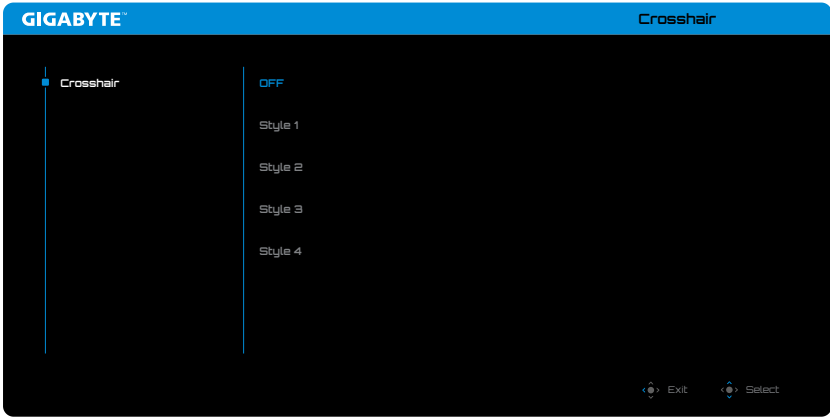 GIGABYTE™ Crosshair
Crosshair OFF
Style 1
Style 2
Style 3
Style 4
Exit Select